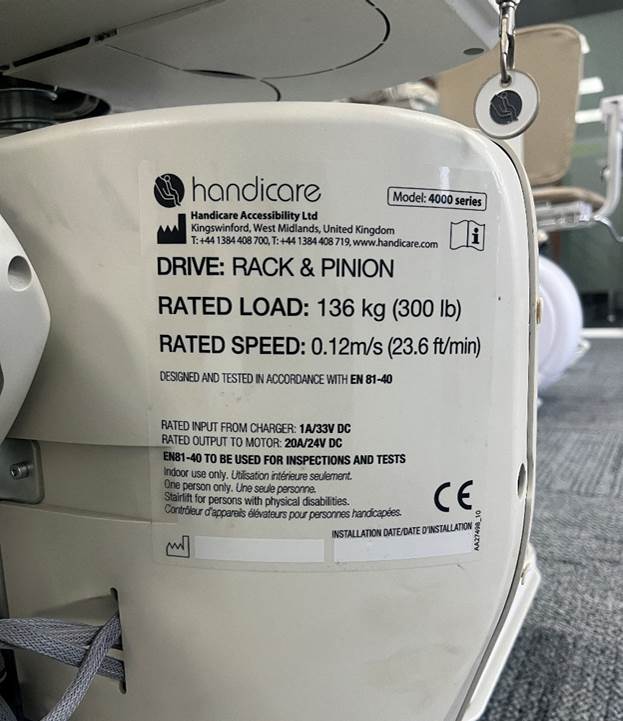 handicare
Model: 4000 series
Handicare Accessibility Ltd
Kingswinford, West Midlands, United Kingdom
T: +44 1384 408 700, T: +44 1384 408 719, www.handicare.com
DRIVE: RACK & PINION
RATED LOAD: 136 kg (300 lb)
RATED SPEED: 0.12m/s (23.6 ft/min)
DESIGNED AND TESTED IN ACCORDANCE WITH EN 81-40
RATED INPUT FROM CHARGER: 1A/33V DC
RATED OUTPUT TO MOTOR: 20A/24V DC
EN81-40 TO BE USED FOR INSPECTIONS AND TESTS
Indoor use only. Utilisation intérieure seulement.
One person only. Une seule personne.
Stairlift for persons with physical disabilities.
Contrôleur d'appareils élévateurs pour personnes handicapées.
CE
INSTALLATION DATE/DATE D'INSTALLATION
AA27498_10